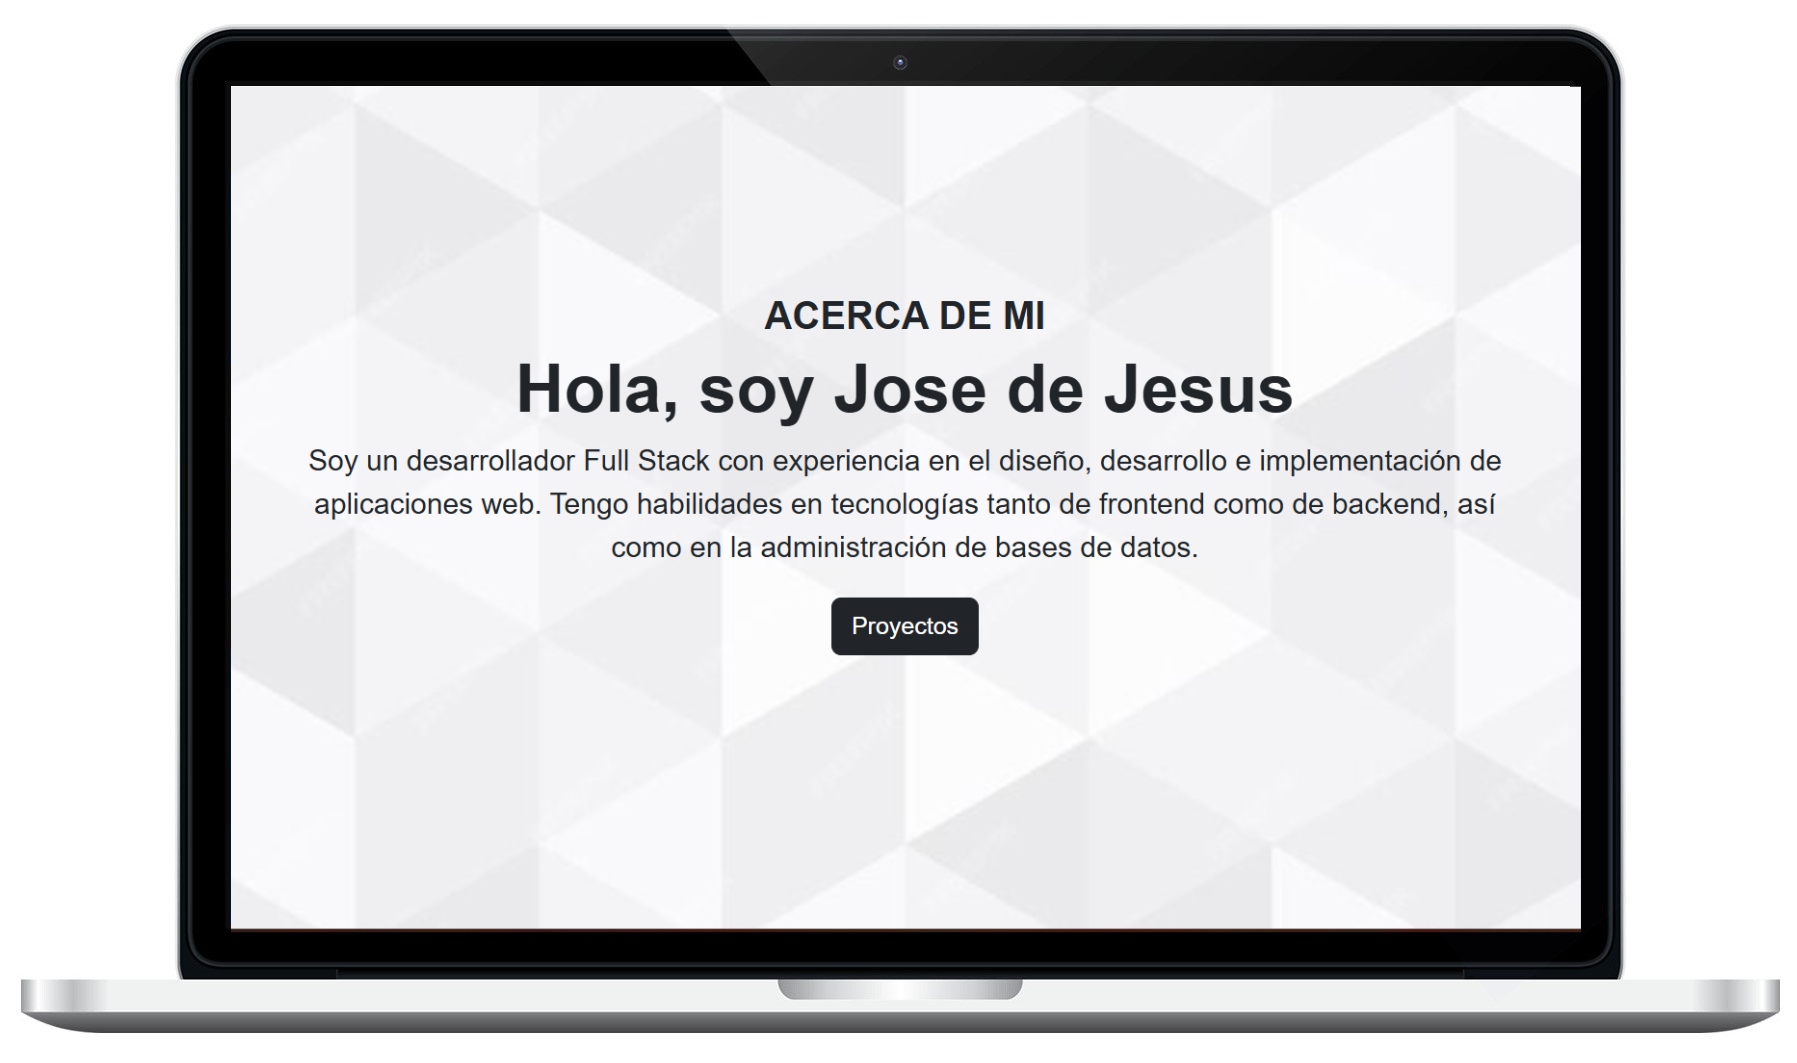 ACERCA DE MI
Hola, soy Jose de Jesus
Soy un desarrollador Full Stack con experiencia en el diseño, desarrollo e implementación de
aplicaciones web. Tengo habilidades en tecnologías tanto de frontend como de backend, así
como en la administración de bases de datos.
Proyectos